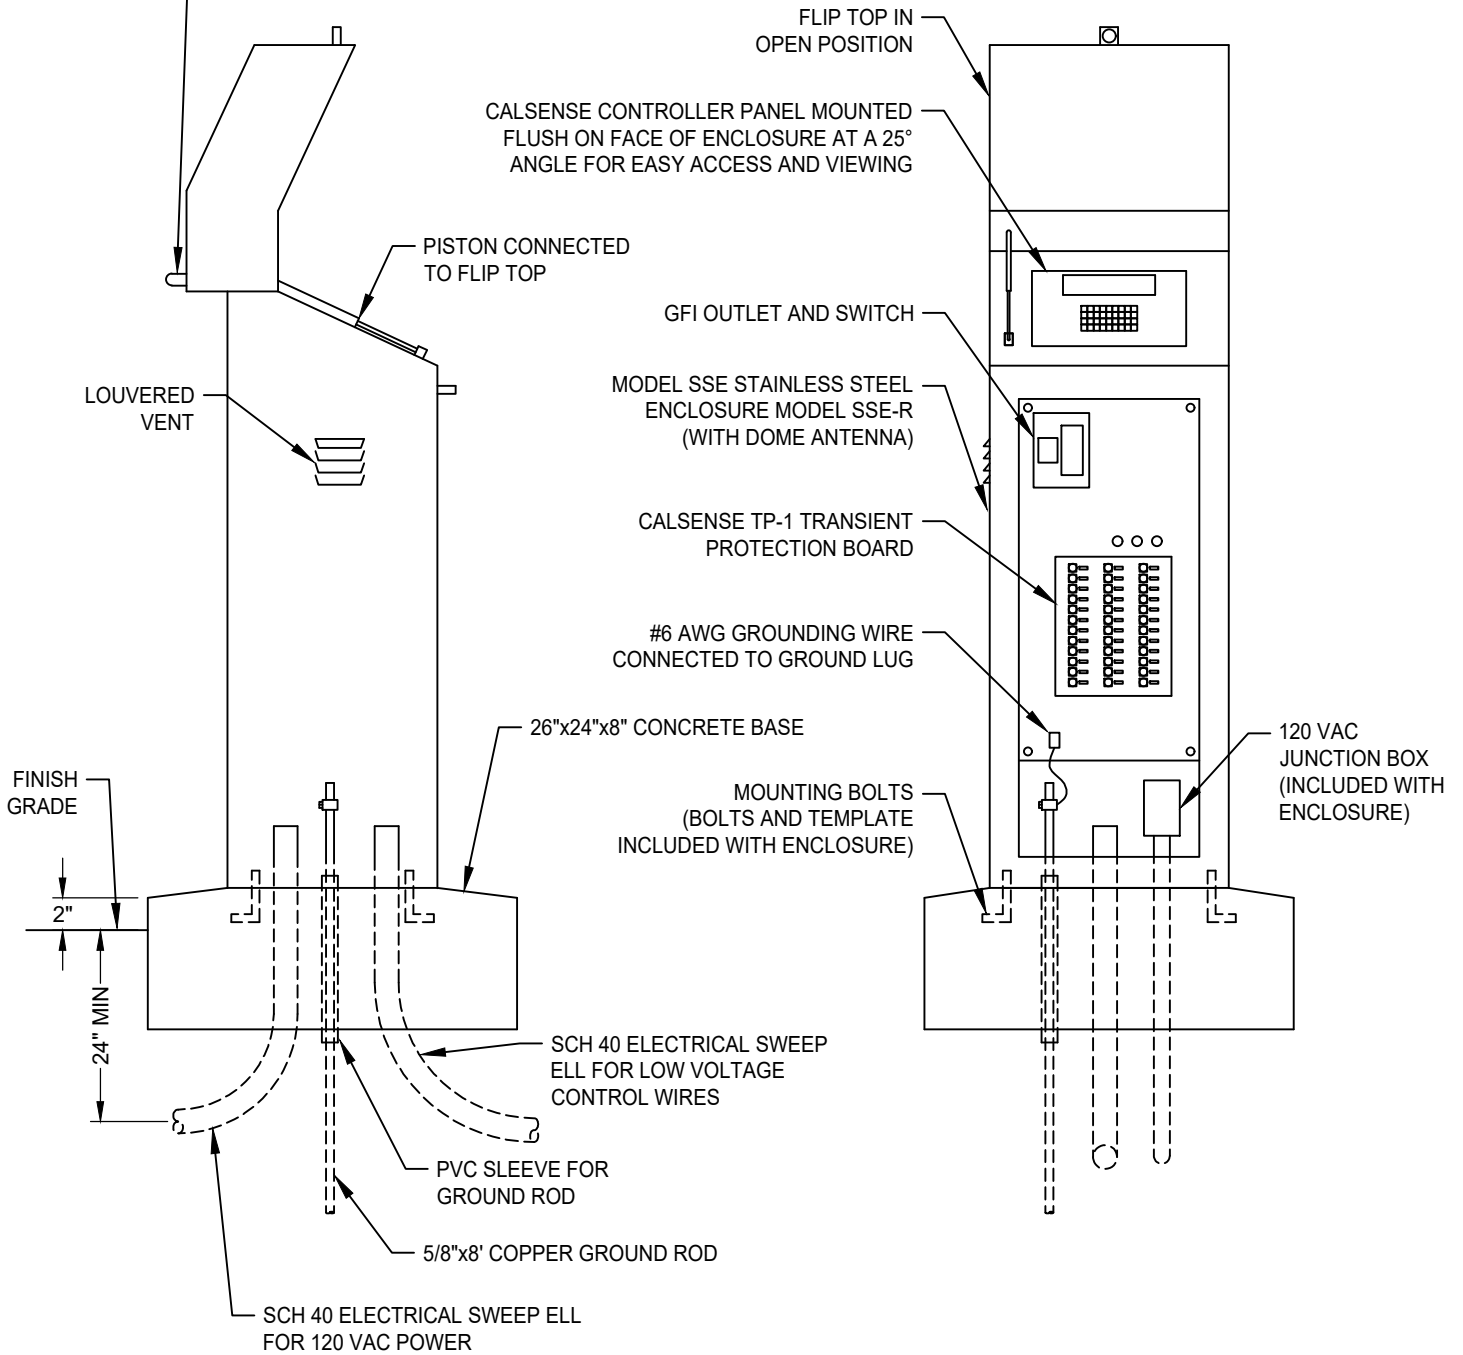 FLIP TOP IN
OPEN POSITION
CALSENSE CONTROLLER PANEL MOUNTED
FLUSH ON FACE OF ENCLOSURE AT A 25°
ANGLE FOR EASY ACCESS AND VIEWING
PISTON CONNECTED
TO FLIP TOP
GFI OUTLET AND SWITCH
LOUVERED
VENT
MODEL SSE STAINLESS STEEL
ENCLOSURE MODEL SSE-R
(WITH DOME ANTENNA)
CALSENSE TP-1 TRANSIENT
PROTECTION BOARD
#6 AWG GROUNDING WIRE
CONNECTED TO GROUND LUG
26"x24"x8" CONCRETE BASE
120 VAC
JUNCTION BOX
(INCLUDED WITH
ENCLOSURE)
FINISH
GRADE
MOUNTING BOLTS
(BOLTS AND TEMPLATE
INCLUDED WITH ENCLOSURE)
2"
24" MIN
SCH 40 ELECTRICAL SWEEP
ELL FOR LOW VOLTAGE
CONTROL WIRES
PVC SLEEVE FOR
GROUND ROD
5/8"x8' COPPER GROUND ROD
SCH 40 ELECTRICAL SWEEP ELL
FOR 120 VAC POWER